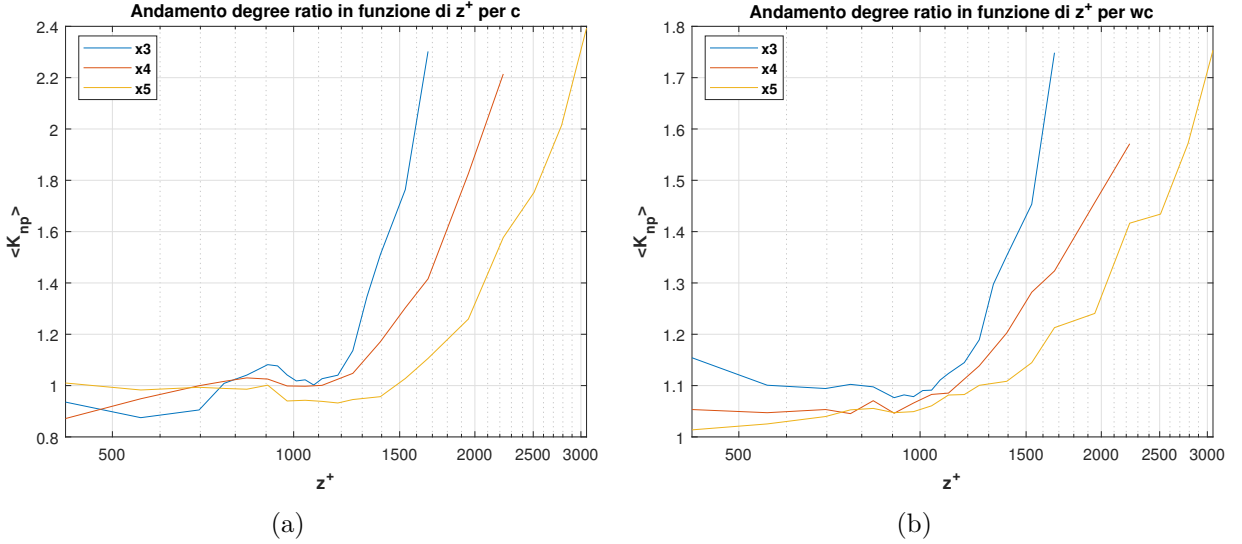 Andamento degree ratio in funzione di z⁺ per c
x3
x4
x5
2.4
2.2
2
1.8
1.6
1.4
1.2
1
0.8
<K_np>
500
1000
1500
2000
2500
3000
z⁺
(a)
Andamento degree ratio in funzione di z⁺ per wc
x3
x4
x5
1.8
1.7
1.6
1.5
1.4
1.3
1.2
1.1
1
<K_np>
500
1000
1500
2000
2500
3000
z⁺
(b)